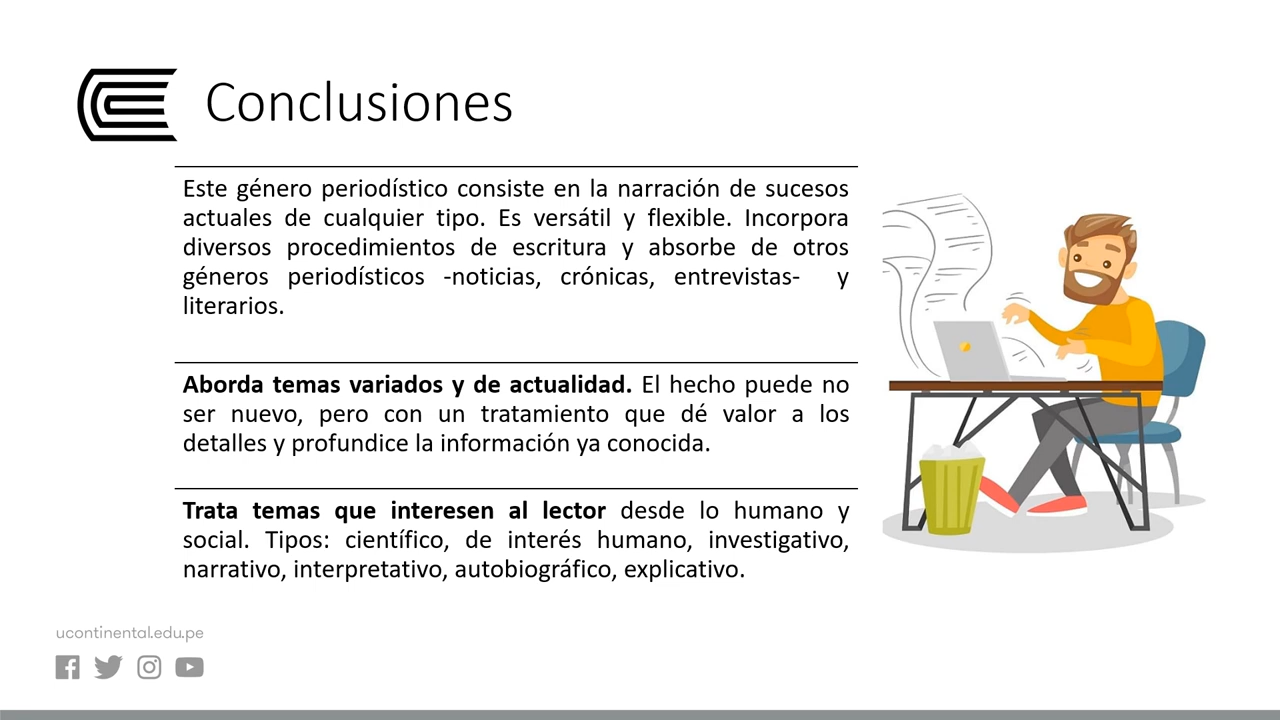 Conclusiones
Este género periodístico consiste en la narración de sucesos
actuales de cualquier tipo. Es versátil y flexible. Incorpora
diversos procedimientos de escritura y absorbe de otros
géneros periodísticos -noticias, crónicas, entrevistas- y
literarios.
Aborda temas variados y de actualidad. El hecho puede no
ser nuevo, pero con un tratamiento que dé valor a los
detalles y profundice la información ya conocida.
Trata temas que interesen al lector desde lo humano y
social. Tipos: científico, de interés humano, investigativo,
narrativo, interpretativo, autobiográfico, explicativo.
ucontinental.edu.pe